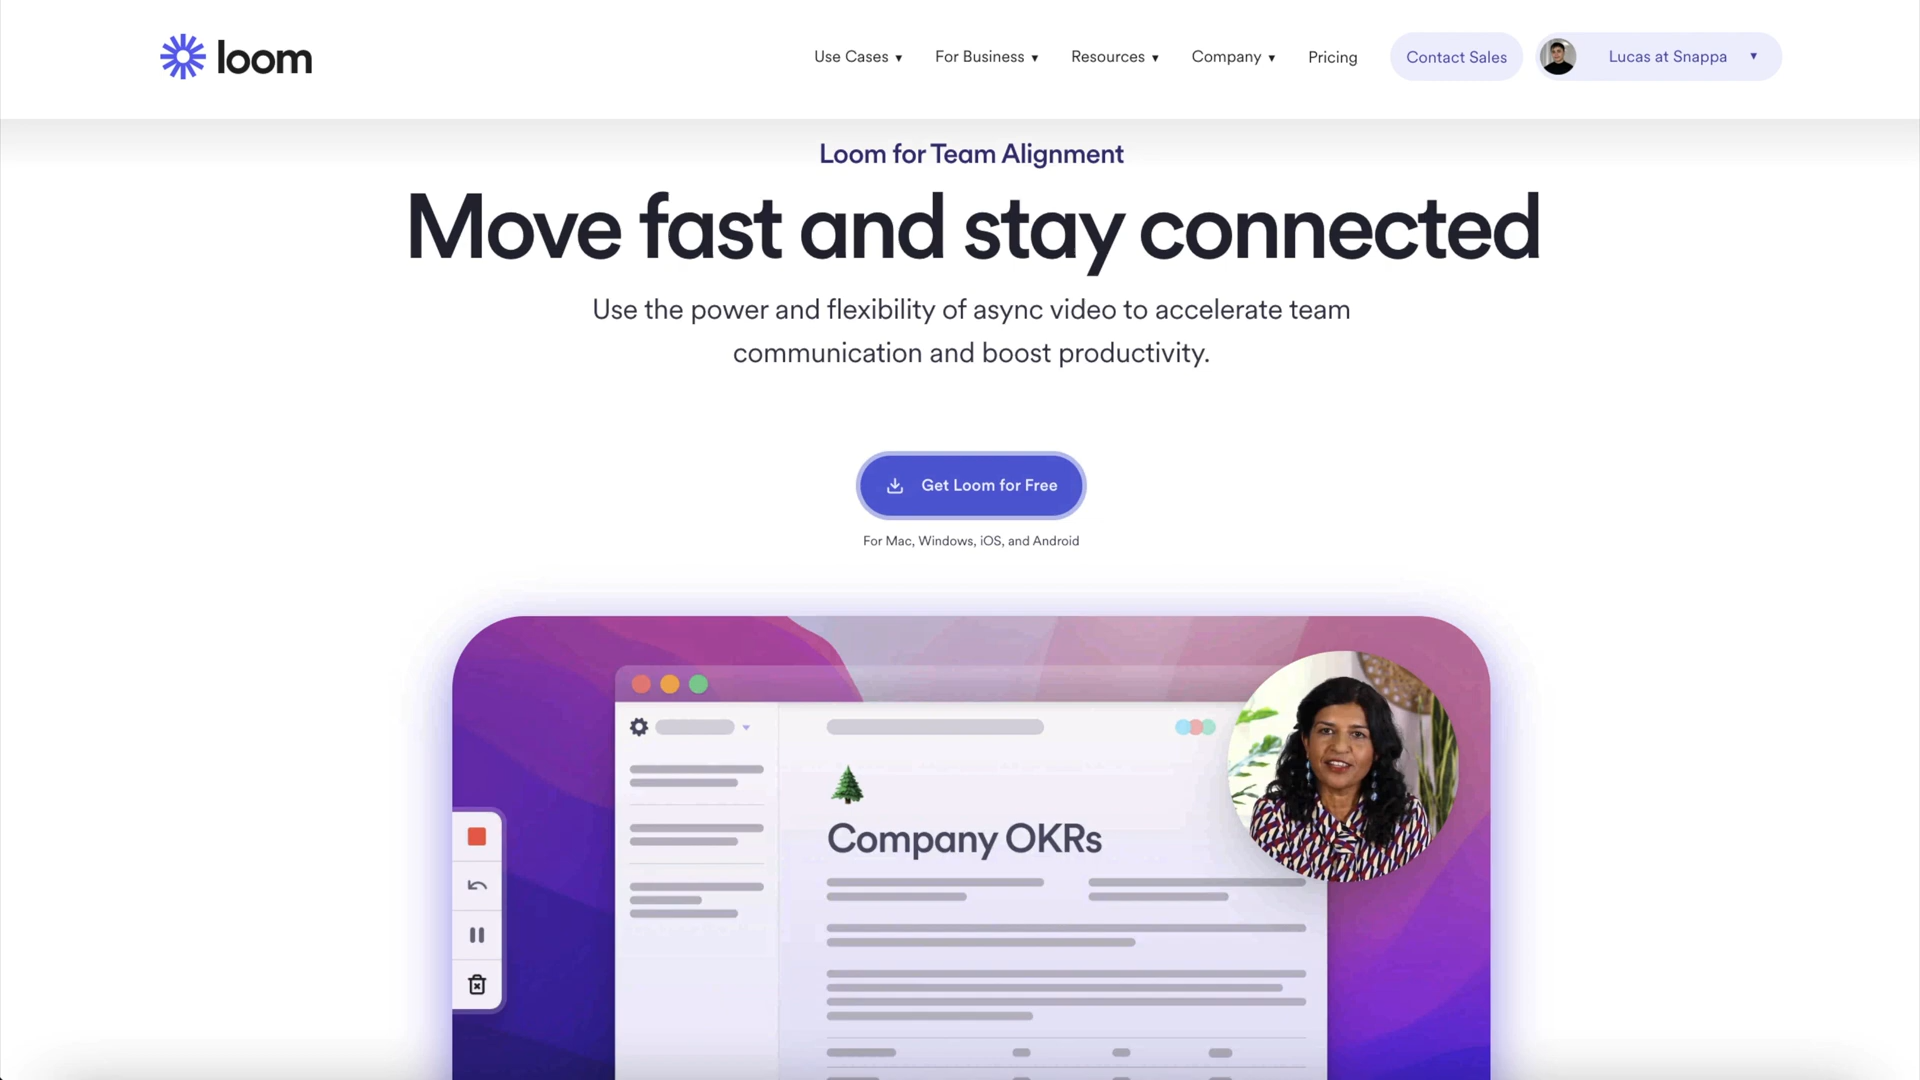 loom
Use Cases ▾ For Business ▾ Resources ▾ Company ▾ Pricing Contact Sales Lucas at Snappa ▾
Loom for Team Alignment
Move fast and stay connected
Use the power and flexibility of async video to accelerate team
communication and boost productivity.
Get Loom for Free
For Mac, Windows, iOS, and Android
Company OKRs